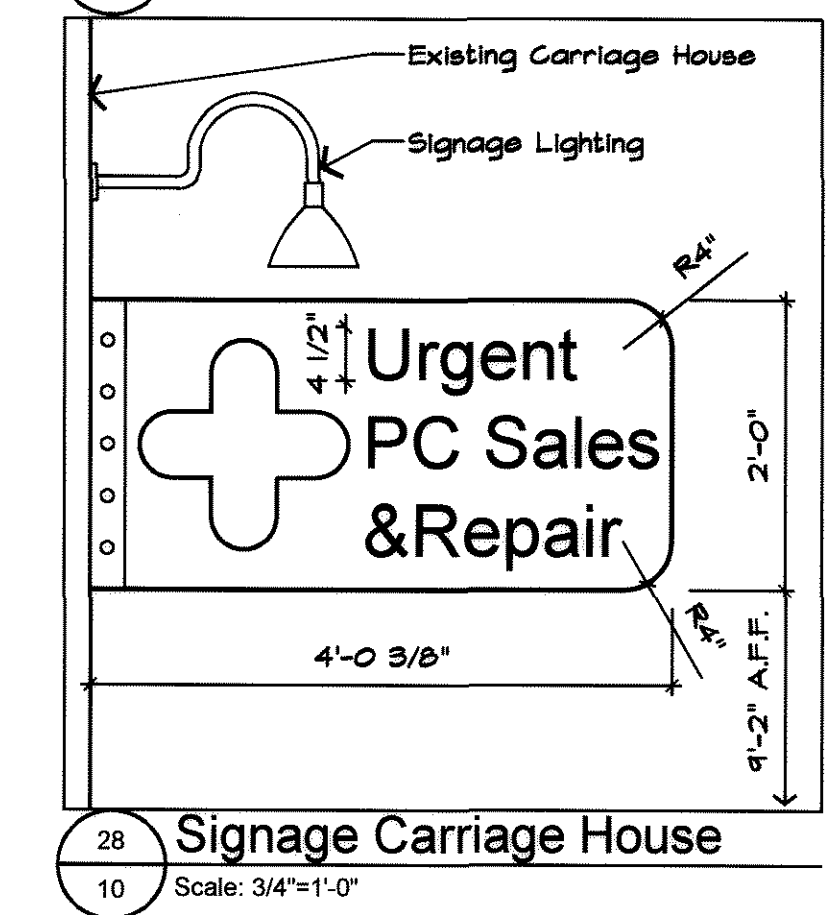 Existing Carriage House
Signage Lighting
R4"
4 1/2"
Urgent
PC Sales
&Repair
2'-0"
R4"
4'-0 3/8"
9'-2" A.F.F.
28
Signage Carriage House
10
Scale: 3/4"=1'-0"